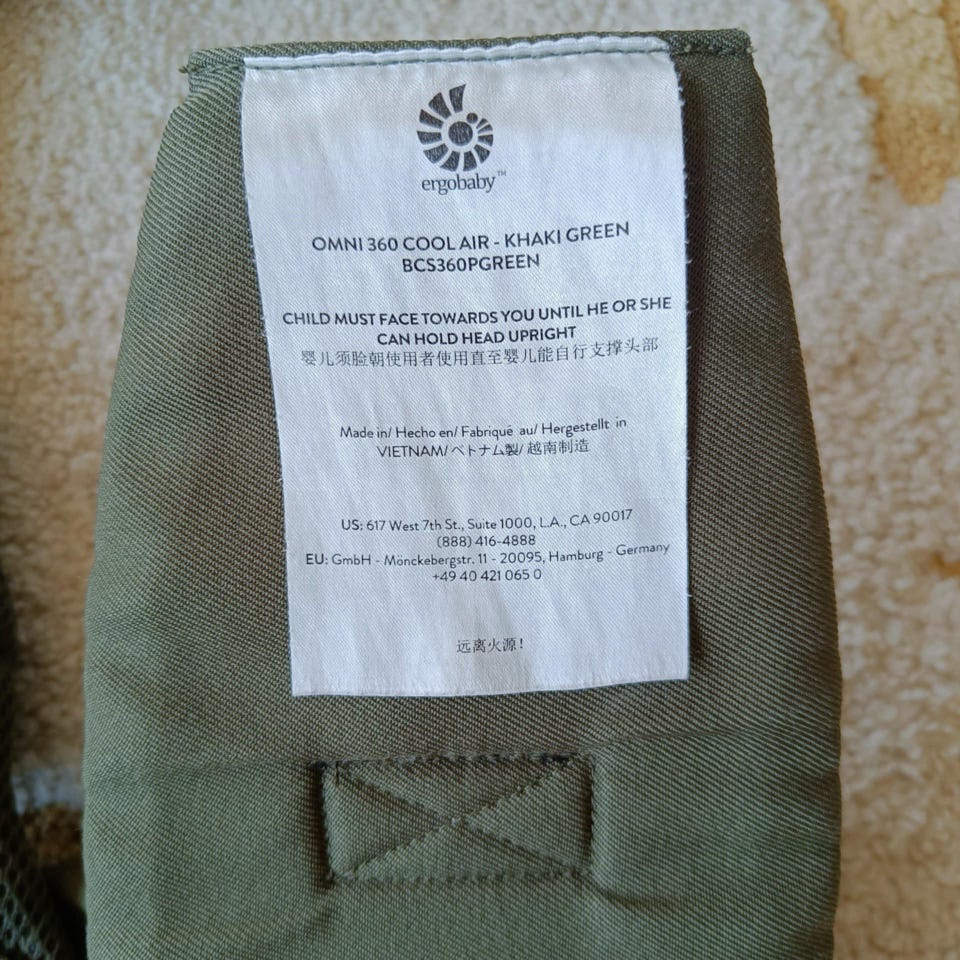 ergobaby™
OMNI 360 COOL AIR - KHAKI GREEN
BCS360PGREEN
CHILD MUST FACE TOWARDS YOU UNTIL HE OR SHE
CAN HOLD HEAD UPRIGHT
婴儿须脸朝使用者使用直至婴儿能自行支撑头部
Made in/ Hecho en/ Fabriqué au/ Hergestellt in
VIETNAM/ベトナム製/ 越南制造
US: 617 West 7th St., Suite 1000, L.A., CA 90017
(888) 416-4888
EU: GmbH - Mönckebergstr. 11 - 20095, Hamburg - Germany
+49 40 421 065 0
远离火源!